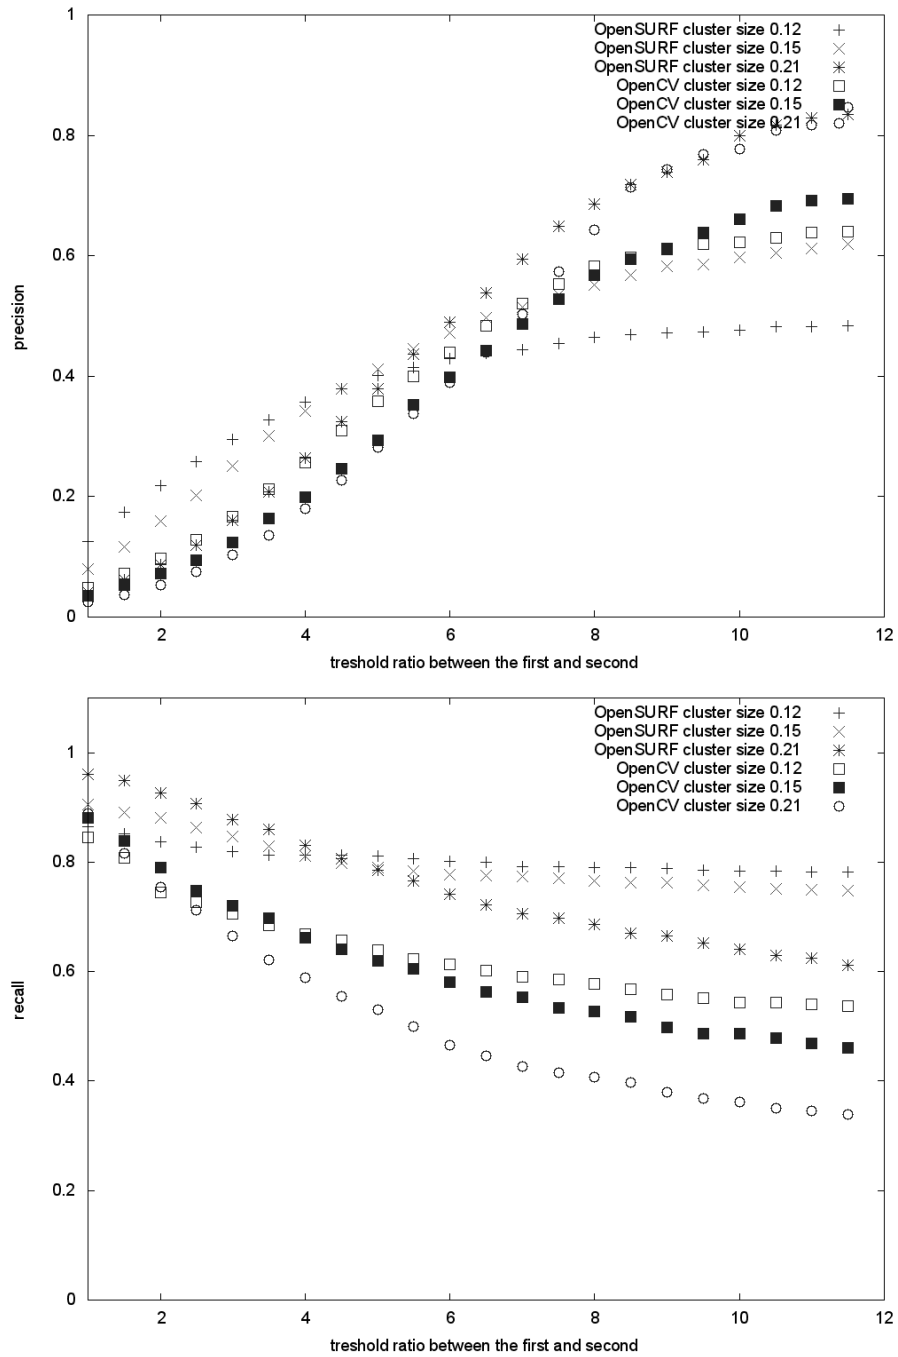 1
0.8
0.6
0.4
0.2
0
precision
OpenSURF cluster size 0.12
OpenSURF cluster size 0.15
OpenSURF cluster size 0.21
OpenCV cluster size 0.12
OpenCV cluster size 0.15
OpenCV cluster size 0.21
2 4 6 8 10 12
treshold ratio between the first and second
1
0.8
0.6
0.4
0.2
0
recall
OpenSURF cluster size 0.12
OpenSURF cluster size 0.15
OpenSURF cluster size 0.21
OpenCV cluster size 0.12
OpenCV cluster size 0.15
OpenCV cluster size 0.21
2 4 6 8 10 12
treshold ratio between the first and second